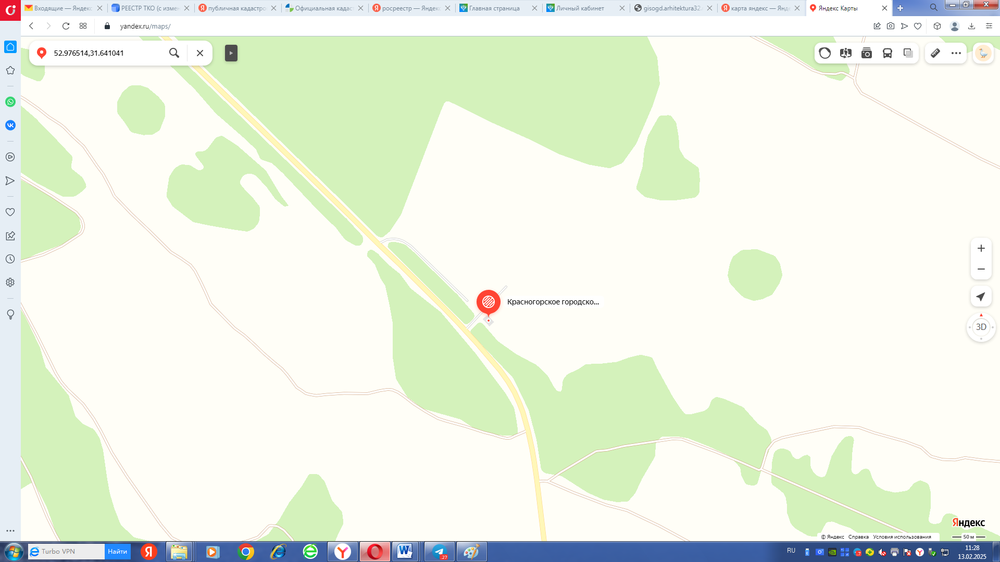 Входящие — Яндекс
РЕЕСТР ТКО (с измен
публичная кадастро
Официальная кадаст
росреестр — Яндекс
Главная страница
Личный кабинет
gisogd.arhitektura32.
карта яндекс — Янде
Яндекс Карты
yandex.ru/maps/
52.976514,31.641041
Красногорское городско...
3D
Яндекс
© Яндекс Справка Условия использования
50 м
Turbo VPN
Найти
27
RU
11:28
13.02.2025